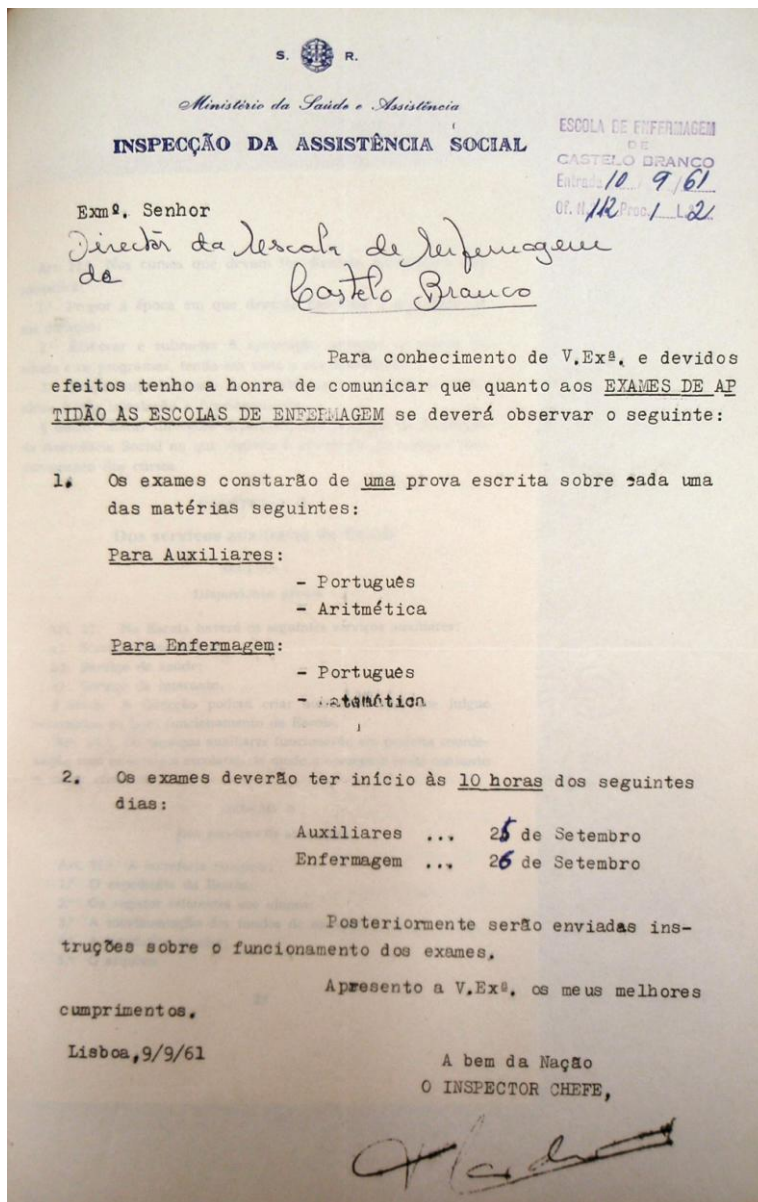 S. R.
Ministério da Saúde e Assistência
INSPECÇÃO DA ASSISTÊNCIA SOCIAL
ESCOLA DE ENFERMAGEM
DE
CASTELO BRANCO
Entrada 10 / 9 / 61
Of. N.º 112 Proc. 1 L. 21
Exmº. Senhor
Director da Escola de Enfermagem
de Castelo Branco
Para conhecimento de V.Exª. e devidos
efeitos tenho a honra de comunicar que quanto aos EXAMES DE AP
TIDÃO ÀS ESCOLAS DE ENFERMAGEM se deverá observar o seguinte:
1. Os exames constarão de uma prova escrita sobre cada uma
das matérias seguintes:
Para Auxiliares:
- Português
- Aritmética
Para Enfermagem:
- Português
- Matemática
2. Os exames deverão ter início às 10 horas dos seguintes
dias:
Auxiliares ... 25 de Setembro
Enfermagem ... 26 de Setembro
Posteriormente serão enviadas ins-
truções sobre o funcionamento dos exames.
Apresento a V.Exª. os meus melhores
cumprimentos.
Lisboa,9/9/61
A bem da Nação
O INSPECTOR CHEFE,